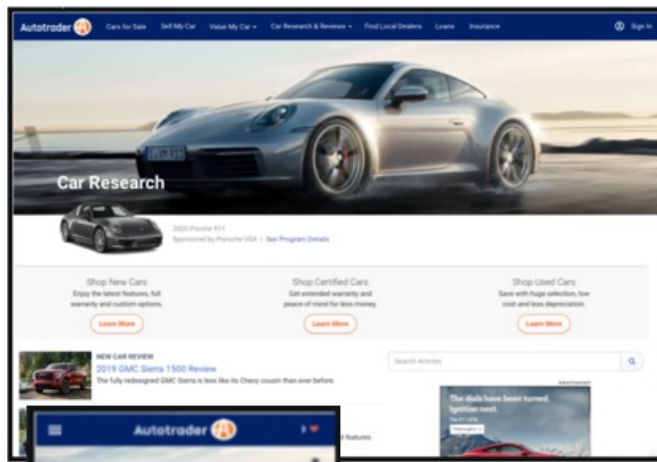 Autotrader
Cars for Sale Sell My Car Value My Car Car Research & Reviews Find Local Dealers Loans Insurance Sign In
Car Research
2020 Porche 911
Sponsored by Porsche USA | See Program Details
Shop New Cars
Enjoy the latest features, full
warranty and custom options.
Learn More
Shop Certified Cars
Get extended warranty and
peace of mind for less money.
Learn More
Shop Used Cars
Save with huge selection, low
cost and less depreciation.
Learn More
NEW CAR REVIEW
2019 GMC Sierra 1500 Review
The fully redesigned GMC Sierra is less like its Chevy cousin than ever before.
Search Articles
Advertisement
The dials have been turned.
Ignition next.
features
Autotrader